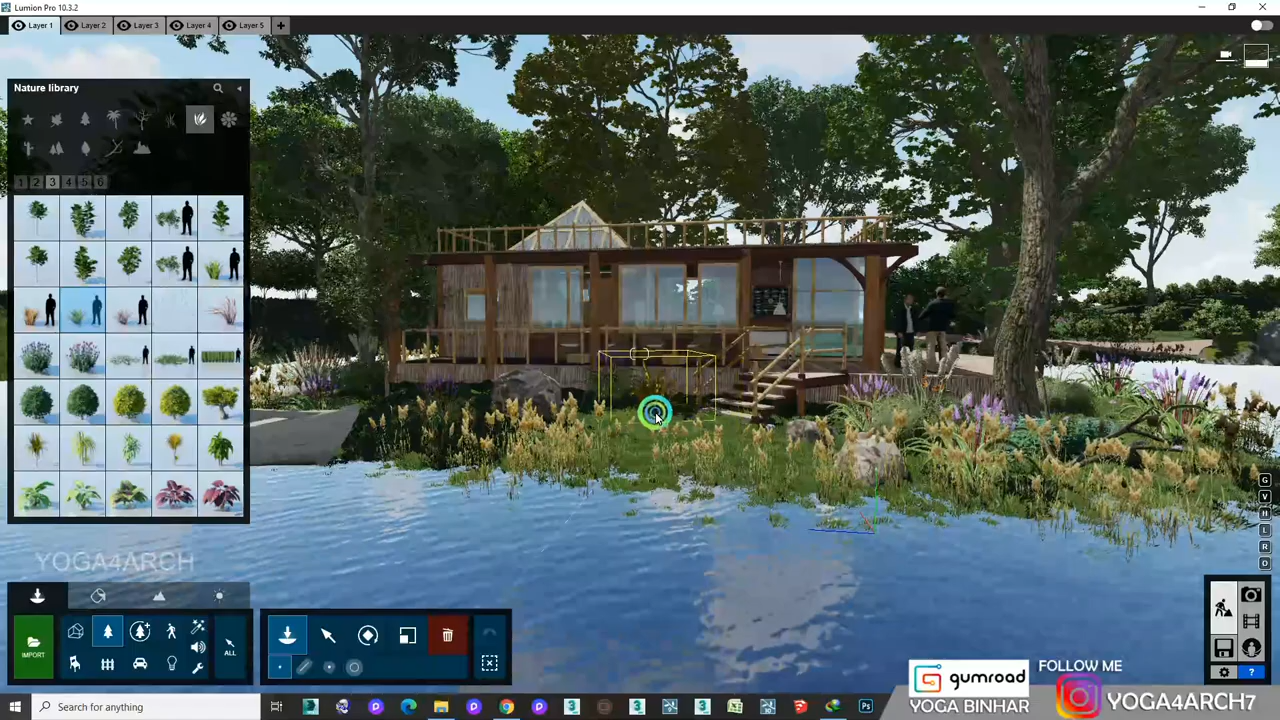 Lumion Pro 10.3.2
Layer 1
Layer 2
Layer 3
Layer 4
Layer 5
+
Nature library
1 2 3 4 5 6
G
V
H
L
R
O
YOGA4ARCH
IMPORT
ALL
?
Search for anything
Ps
gumroad
YOGA BINHAR
FOLLOW ME
YOGA4ARCH7